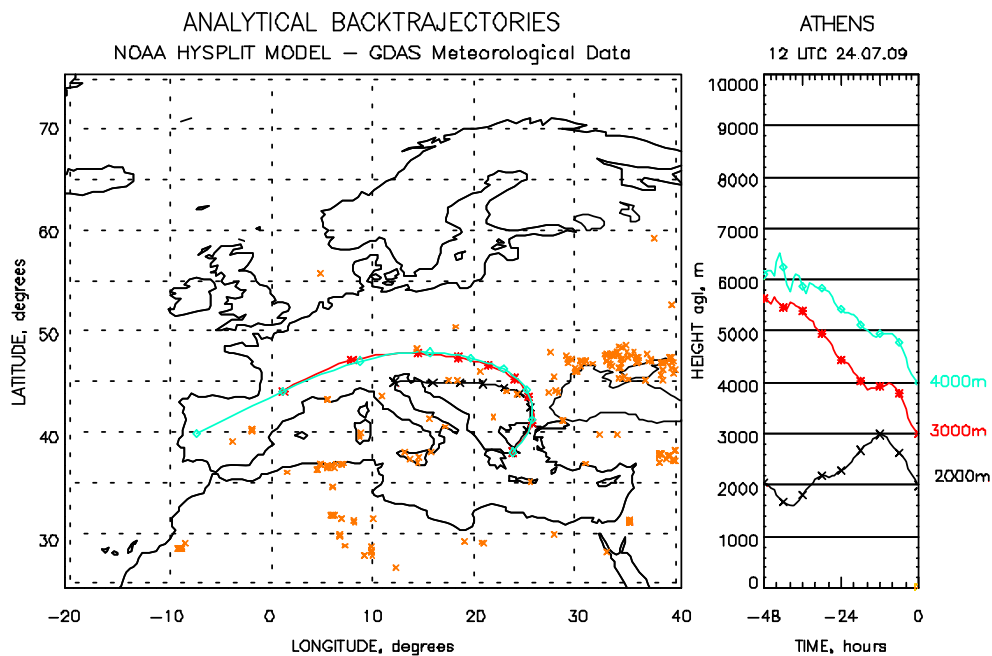 ANALYTICAL BACKTRAJECTORIES
NOAA HYSPLIT MODEL – GDAS Meteorological Data
ATHENS
12 UTC 24.07.09
LATITUDE, degrees
70
60
50
40
30
-20
-10
0
10
20
30
40
LONGITUDE, degrees
HEIGHT agl, m
10000
9000
8000
7000
6000
5000
4000
3000
2000
1000
0
4000m
3000m
2000m
-48
-24
0
TIME, hours